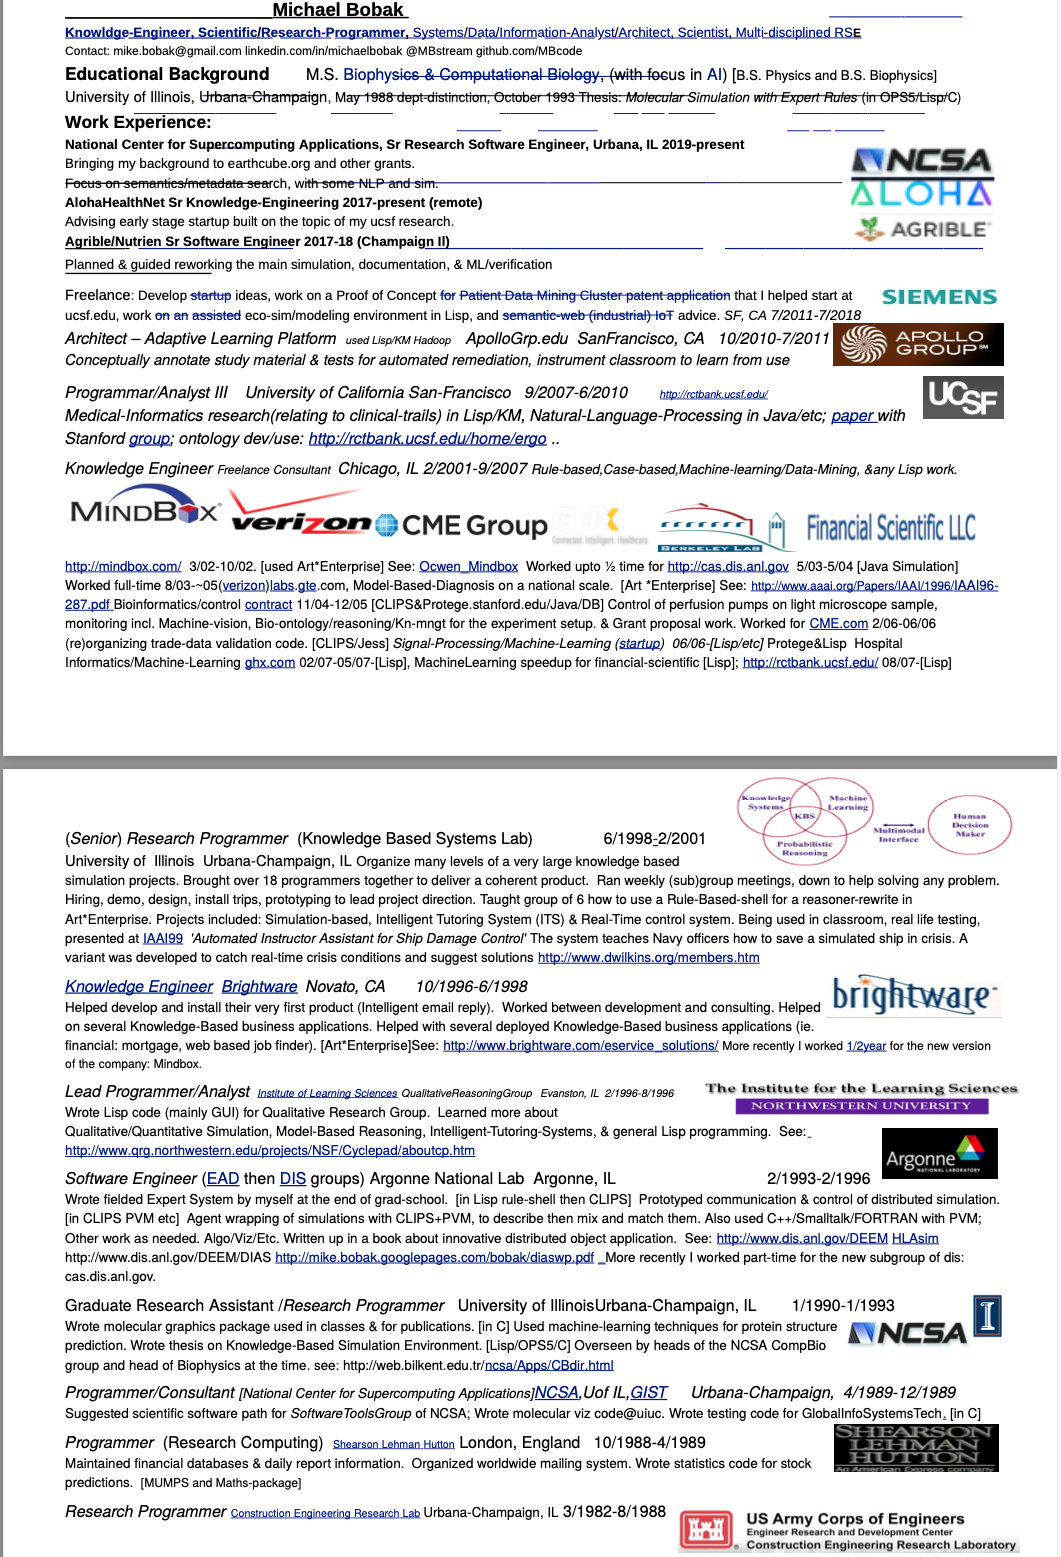 Michael Bobak
Knowldge-Engineer, Scientific/Research-Programmer, Systems/Data/Information-Analyst/Architect, Scientist, Multi-disciplined RSE
Contact: mike.bobak@gmail.com linkedin.com/in/michaelbobak @MBstream github.com/MBcode
Educational Background M.S. Biophysics & Computational Biology, (with focus in AI) [B.S. Physics and B.S. Biophysics]
University of Illinois, Urbana-Champaign, May 1988 dept-distinction, October 1993 Thesis: Molecular Simulation with Expert Rules (in OPS5/Lisp/C)
Work Experience:
National Center for Supercomputing Applications, Sr Research Software Engineer, Urbana, IL 2019-present
Bringing my background to earthcube.org and other grants.
NCSA
Focus on semantics/metadata search, with some NLP and sim.
ALOHA
AlohaHealthNet Sr Knowledge-Engineering 2017-present (remote)
Advising early stage startup built on the topic of my ucsf research.
AGRIBLE
Agrible/Nutrien Sr Software Engineer 2017-18 (Champaign Il)
Planned & guided reworking the main simulation, documentation, & ML/verification
Freelance: Develop startup ideas, work on a Proof of Concept for Patient Data Mining Cluster patent application that I helped start at
SIEMENS
ucsf.edu, work on an assisted eco-sim/modeling environment in Lisp, and semantic-web (industrial) IoT advice. SF, CA 7/2011-7/2018
Architect – Adaptive Learning Platform used Lisp/KM Hadoop ApolloGrp.edu SanFrancisco, CA 10/2010-7/2011
APOLLO GROUP
Conceptually annotate study material & tests for automated remediation, instrument classroom to learn from use
Programmar/Analyst III University of California San-Francisco 9/2007-6/2010 http://rctbank.ucsf.edu/
UCSF
Medical-Informatics research(relating to clinical-trails) in Lisp/KM, Natural-Language-Processing in Java/etc; paper with
Stanford group; ontology dev/use: http://rctbank.ucsf.edu/home/ergo ..
Knowledge Engineer Freelance Consultant Chicago, IL 2/2001-9/2007 Rule-based,Case-based,Machine-learning/Data-Mining, &any Lisp work.
MINDBOX verizon CME Group GHX BERKELEY LAB Financial Scientific LLC
Connected. Intelligent. Healthcare.
http://mindbox.com/ 3/02-10/02. [used Art*Enterprise] See: Ocwen_Mindbox Worked upto ½ time for http://cas.dis.anl.gov 5/03-5/04 [Java Simulation]
Worked full-time 8/03-~05(verizon)labs.gte.com, Model-Based-Diagnosis on a national scale. [Art *Enterprise] See: http://www.aaai.org/Papers/IAAI/1996/IAAI96-
287.pdf Bioinformatics/control contract 11/04-12/05 [CLIPS&Protege.stanford.edu/Java/DB] Control of perfusion pumps on light microscope sample,
monitoring incl. Machine-vision, Bio-ontology/reasoning/Kn-mngt for the experiment setup. & Grant proposal work. Worked for CME.com 2/06-06/06
(re)organizing trade-data validation code. [CLIPS/Jess] Signal-Processing/Machine-Learning (startup) 06/06-[Lisp/etc] Protege&Lisp Hospital
Informatics/Machine-Learning ghx.com 02/07-05/07-[Lisp], MachineLearning speedup for financial-scientific [Lisp]; http://rctbank.ucsf.edu/ 08/07-[Lisp]
Knowledge Systems
Machine Learning
KBS
Probabilistic Reasoning
Multimodal Interface
Human Decision Maker
(Senior) Research Programmer (Knowledge Based Systems Lab) 6/1998-2/2001
University of Illinois Urbana-Champaign, IL Organize many levels of a very large knowledge based
simulation projects. Brought over 18 programmers together to deliver a coherent product. Ran weekly (sub)group meetings, down to help solving any problem.
Hiring, demo, design, install trips, prototyping to lead project direction. Taught group of 6 how to use a Rule-Based-shell for a reasoner-rewrite in
Art*Enterprise. Projects included: Simulation-based, Intelligent Tutoring System (ITS) & Real-Time control system. Being used in classroom, real life testing,
presented at IAAI99 'Automated Instructor Assistant for Ship Damage Control' The system teaches Navy officers how to save a simulated ship in crisis. A
variant was developed to catch real-time crisis conditions and suggest solutions http://www.dwilkins.org/members.htm
Knowledge Engineer Brightware Novato, CA 10/1996-6/1998
brightware
Helped develop and install their very first product (Intelligent email reply). Worked between development and consulting. Helped
on several Knowledge-Based business applications. Helped with several deployed Knowledge-Based business applications (ie.
financial: mortgage, web based job finder). [Art*Enterprise]See: http://www.brightware.com/eservice_solutions/ More recently I worked 1/2year for the new version
of the company: Mindbox.
Lead Programmer/Analyst Institute of Learning Sciences QualitativeReasoningGroup Evanston, IL 2/1996-8/1996
The Institute for the Learning Sciences
NORTHWESTERN UNIVERSITY
Wrote Lisp code (mainly GUI) for Qualitative Research Group. Learned more about
Qualitative/Quantitative Simulation, Model-Based Reasoning, Intelligent-Tutoring-Systems, & general Lisp programming. See:
http://www.qrg.northwestern.edu/projects/NSF/Cyclepad/aboutcp.htm
Argonne
NATIONAL LABORATORY
Software Engineer (EAD then DIS groups) Argonne National Lab Argonne, IL 2/1993-2/1996
Wrote fielded Expert System by myself at the end of grad-school. [in Lisp rule-shell then CLIPS] Prototyped communication & control of distributed simulation.
[in CLIPS PVM etc] Agent wrapping of simulations with CLIPS+PVM, to describe then mix and match them. Also used C++/Smalltalk/FORTRAN with PVM;
Other work as needed. Algo/Viz/Etc. Written up in a book about innovative distributed object application. See: http://www.dis.anl.gov/DEEM HLAsim
http://www.dis.anl.gov/DEEM/DIAS http://mike.bobak.googlepages.com/bobak/diaswp.pdf _More recently I worked part-time for the new subgroup of dis:
cas.dis.anl.gov.
Graduate Research Assistant /Research Programmer University of IllinoisUrbana-Champaign, IL 1/1990-1/1993
Wrote molecular graphics package used in classes & for publications. [in C] Used machine-learning techniques for protein structure
NCSA I
prediction. Wrote thesis on Knowledge-Based Simulation Environment. [Lisp/OPS5/C] Overseen by heads of the NCSA CompBio
group and head of Biophysics at the time. see: http://web.bilkent.edu.tr/ncsa/Apps/CBdir.html
Programmer/Consultant [National Center for Supercomputing Applications]NCSA,Uof IL,GIST Urbana-Champaign, 4/1989-12/1989
Suggested scientific software path for SoftwareToolsGroup of NCSA; Wrote molecular viz code@uiuc. Wrote testing code for GlobalInfoSystemsTech. [in C]
Programmer (Research Computing) Shearson Lehman Hutton London, England 10/1988-4/1989
SHEARSON LEHMAN HUTTON
An American Express company
Maintained financial databases & daily report information. Organized worldwide mailing system. Wrote statistics code for stock
predictions. [MUMPS and Maths-package]
Research Programmer Construction Engineering Research Lab Urbana-Champaign, IL 3/1982-8/1988
US Army Corps of Engineers
Engineer Research and Development Center
Construction Engineering Research Laboratory